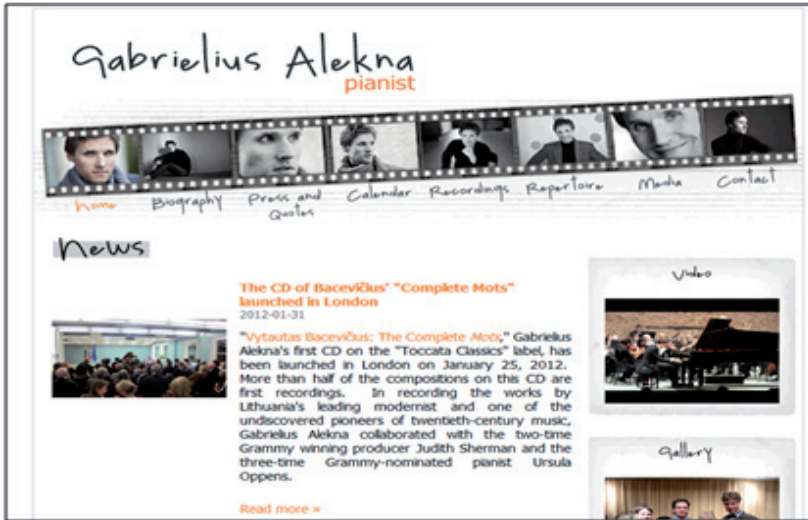 Gabrielius Alekna
pianist
home
Biography
Press and
Quotes
Calendar
Recordings
Repertoire
Media
Contact
News
The CD of Bacevičius' "Complete Mots"
launched in London
2012-01-31
"Vytautas Bacevičius: The Complete Mots," Gabrielius
Alekna's first CD on the "Toccata Classics" label, has
been launched in London on January 25, 2012.
More than half of the compositions on this CD are
first recordings. In recording the works by
Lithuania's leading modernist and one of the
undiscovered pioneers of twentieth-century music,
Gabrielius Alekna collaborated with the two-time
Grammy winning producer Judith Sherman and the
three-time Grammy-nominated pianist Ursula
Oppens.
Read more »
Video
Gallery